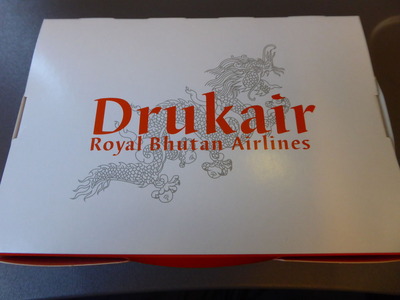 Drukair
Royal Bhutan Airlines